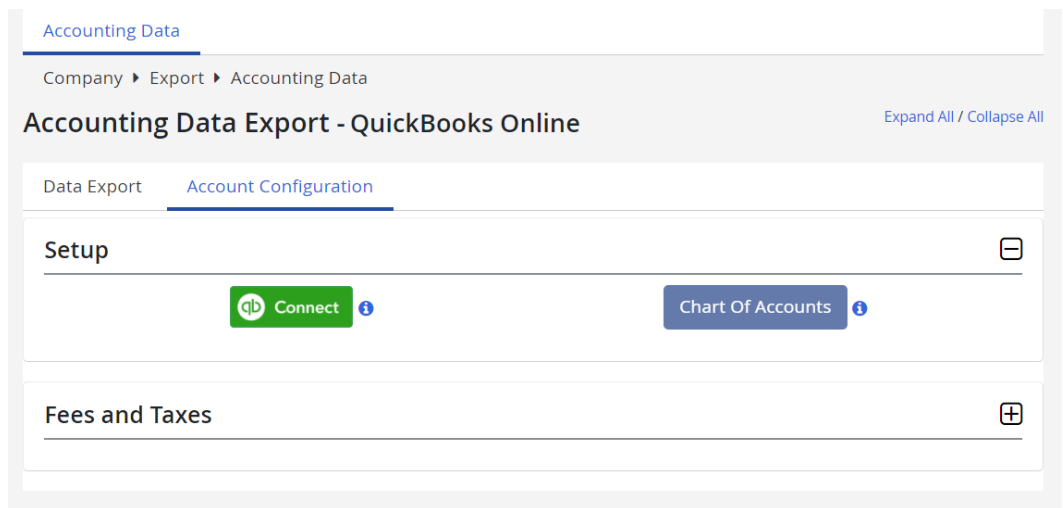 Accounting Data
Company ▸ Export ▸ Accounting Data
Accounting Data Export - QuickBooks Online
Expand All / Collapse All
Data Export
Account Configuration
Setup
qb Connect
Chart Of Accounts
Fees and Taxes